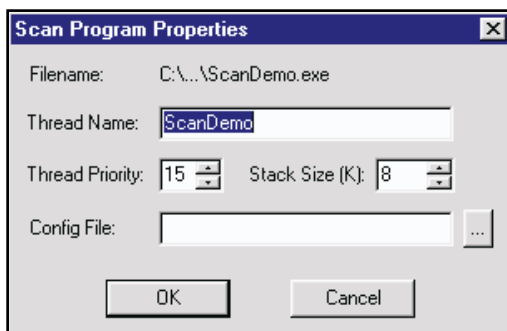 Scan Program Properties
Filename: C:\...\ScanDemo.exe
Thread Name: ScanDemo
Thread Priority: 15 Stack Size (K): 8
Config File: ...
OK Cancel